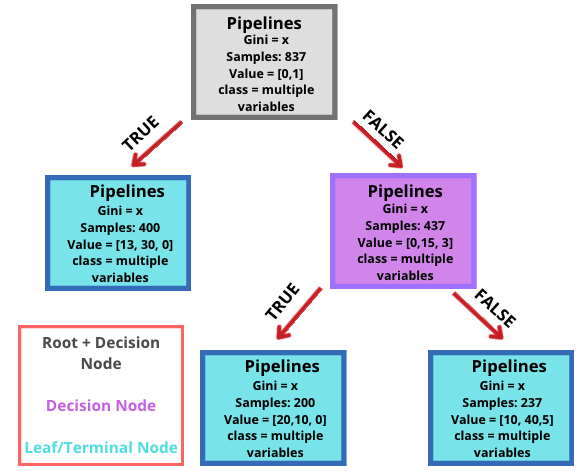 Pipelines
Gini = x
Samples: 837
Value = [0,1]
class = multiple
variables
TRUE
FALSE
Pipelines
Gini = x
Samples: 400
Value = [13, 30, 0]
class = multiple
variables
Pipelines
Gini = x
Samples: 437
Value = [0,15, 3]
class = multiple
variables
TRUE
FALSE
Root + Decision
Node
Decision Node
Leaf/Terminal Node
Pipelines
Gini = x
Samples: 200
Value = [20,10, 0]
class = multiple
variables
Pipelines
Gini = x
Samples: 237
Value = [10, 40,5]
class = multiple
variables